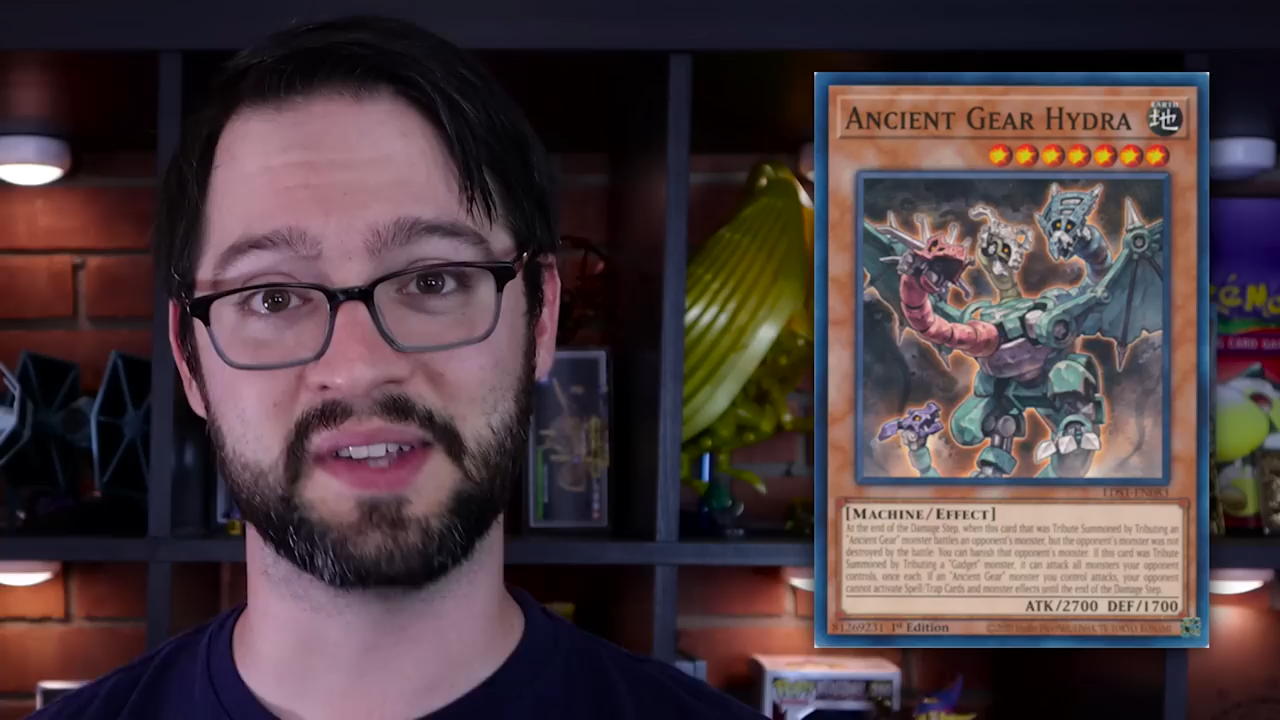 ANCIENT GEAR HYDRA
EARTH
地
LDS1-EN083
[MACHINE/EFFECT]
At the end of the Damage Step, when this card that was Tribute Summoned by Tributing an
"Ancient Gear" monster battles an opponent's monster, but the opponent's monster was not
destroyed by the battle: You can banish that opponent's monster. If this card was Tribute
Summoned by Tributing a "Gadget" monster, it can attack all monsters your opponent
controls, once each. If an "Ancient Gear" monster you control attacks, your opponent
cannot activate Spell/Trap Cards and monster effects until the end of the Damage Step.
ATK/2700 DEF/1700
81269231 1st Edition